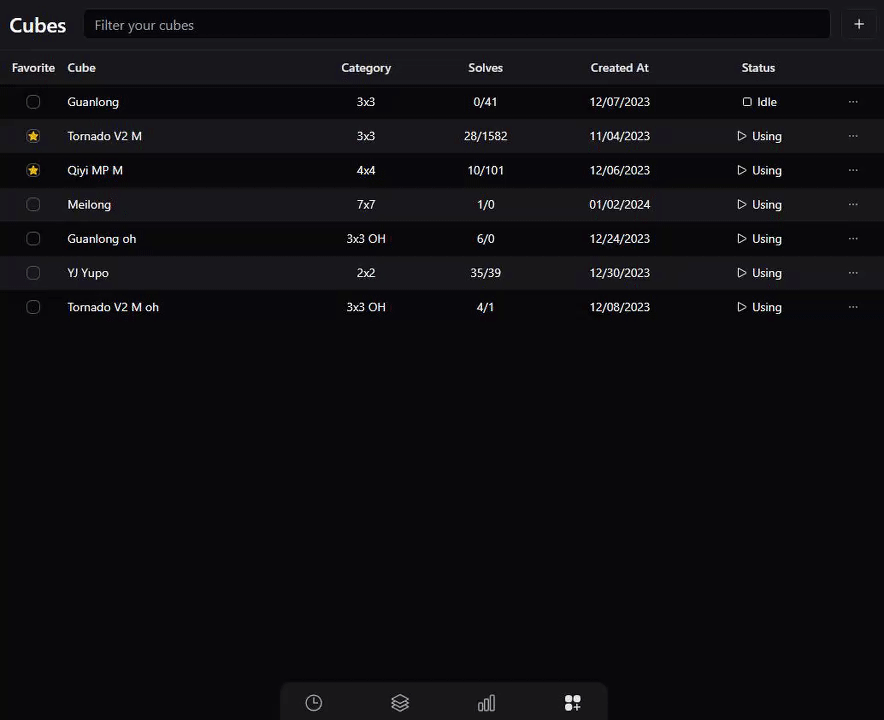 Cubes Filter your cubes +
Favorite Cube Category Solves Created At Status
Guanlong 3x3 0/41 12/07/2023 Idle ...
Tornado V2 M 3x3 28/1582 11/04/2023 Using ...
Qiyi MP M 4x4 10/101 12/06/2023 Using ...
Meilong 7x7 1/0 01/02/2024 Using ...
Guanlong oh 3x3 OH 6/0 12/24/2023 Using ...
YJ Yupo 2x2 35/39 12/30/2023 Using ...
Tornado V2 M oh 3x3 OH 4/1 12/08/2023 Using ...